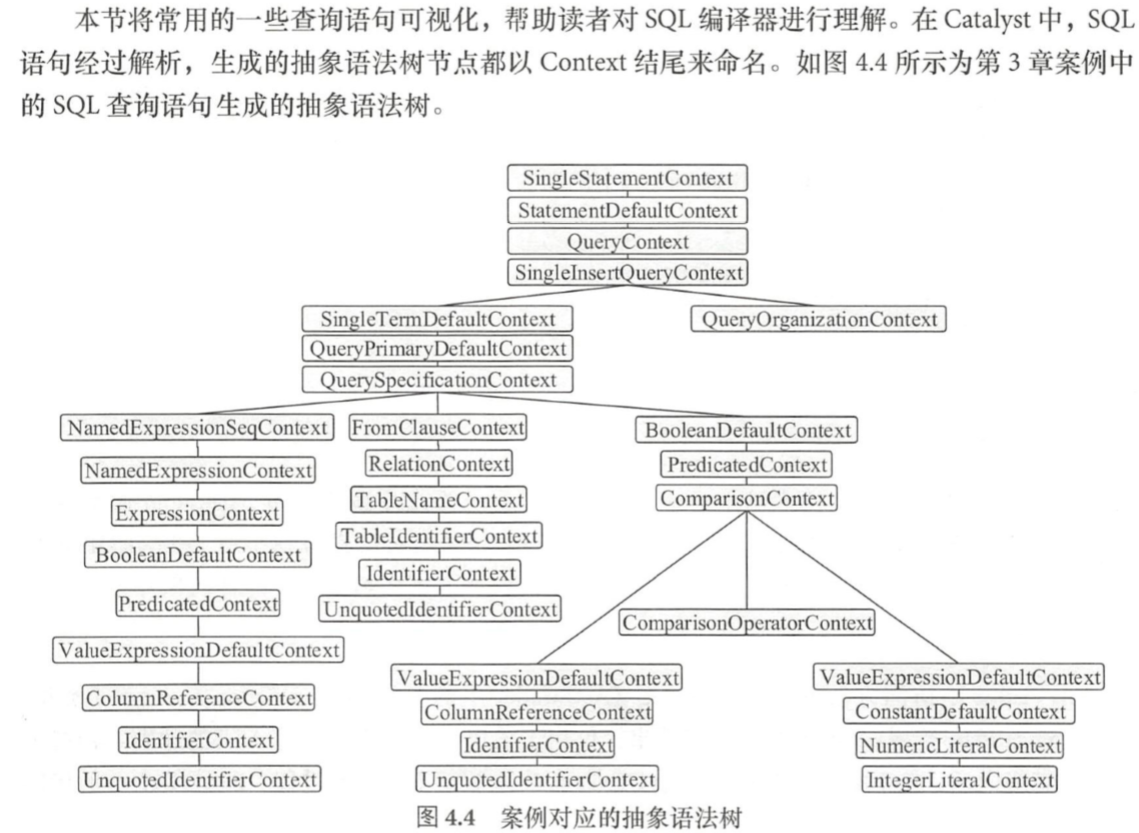 本节将常用的一些查询语句可视化，帮助读者对 SQL 编译器进行理解。在 Catalyst 中，SQL
语句经过解析，生成的抽象语法树节点都以 Context 结尾来命名。如图 4.4 所示为第 3 章案例中
的 SQL 查询语句生成的抽象语法树。
SingleStatementContext
StatementDefaultContext
QueryContext
SingleInsertQueryContext
SingleTermDefaultContext
QueryOrganizationContext
QueryPrimaryDefaultContext
QuerySpecificationContext
NamedExpressionSeqContext
NamedExpressionContext
ExpressionContext
BooleanDefaultContext
PredicatedContext
ValueExpressionDefaultContext
ColumnReferenceContext
IdentifierContext
UnquotedIdentifierContext
FromClauseContext
RelationContext
TableNameContext
TableIdentifierContext
IdentifierContext
UnquotedIdentifierContext
BooleanDefaultContext
PredicatedContext
ComparisonContext
ValueExpressionDefaultContext
ColumnReferenceContext
IdentifierContext
UnquotedIdentifierContext
ComparisonOperatorContext
ValueExpressionDefaultContext
ConstantDefaultContext
NumericLiteralContext
IntegerLiteralContext
图 4.4 案例对应的抽象语法树